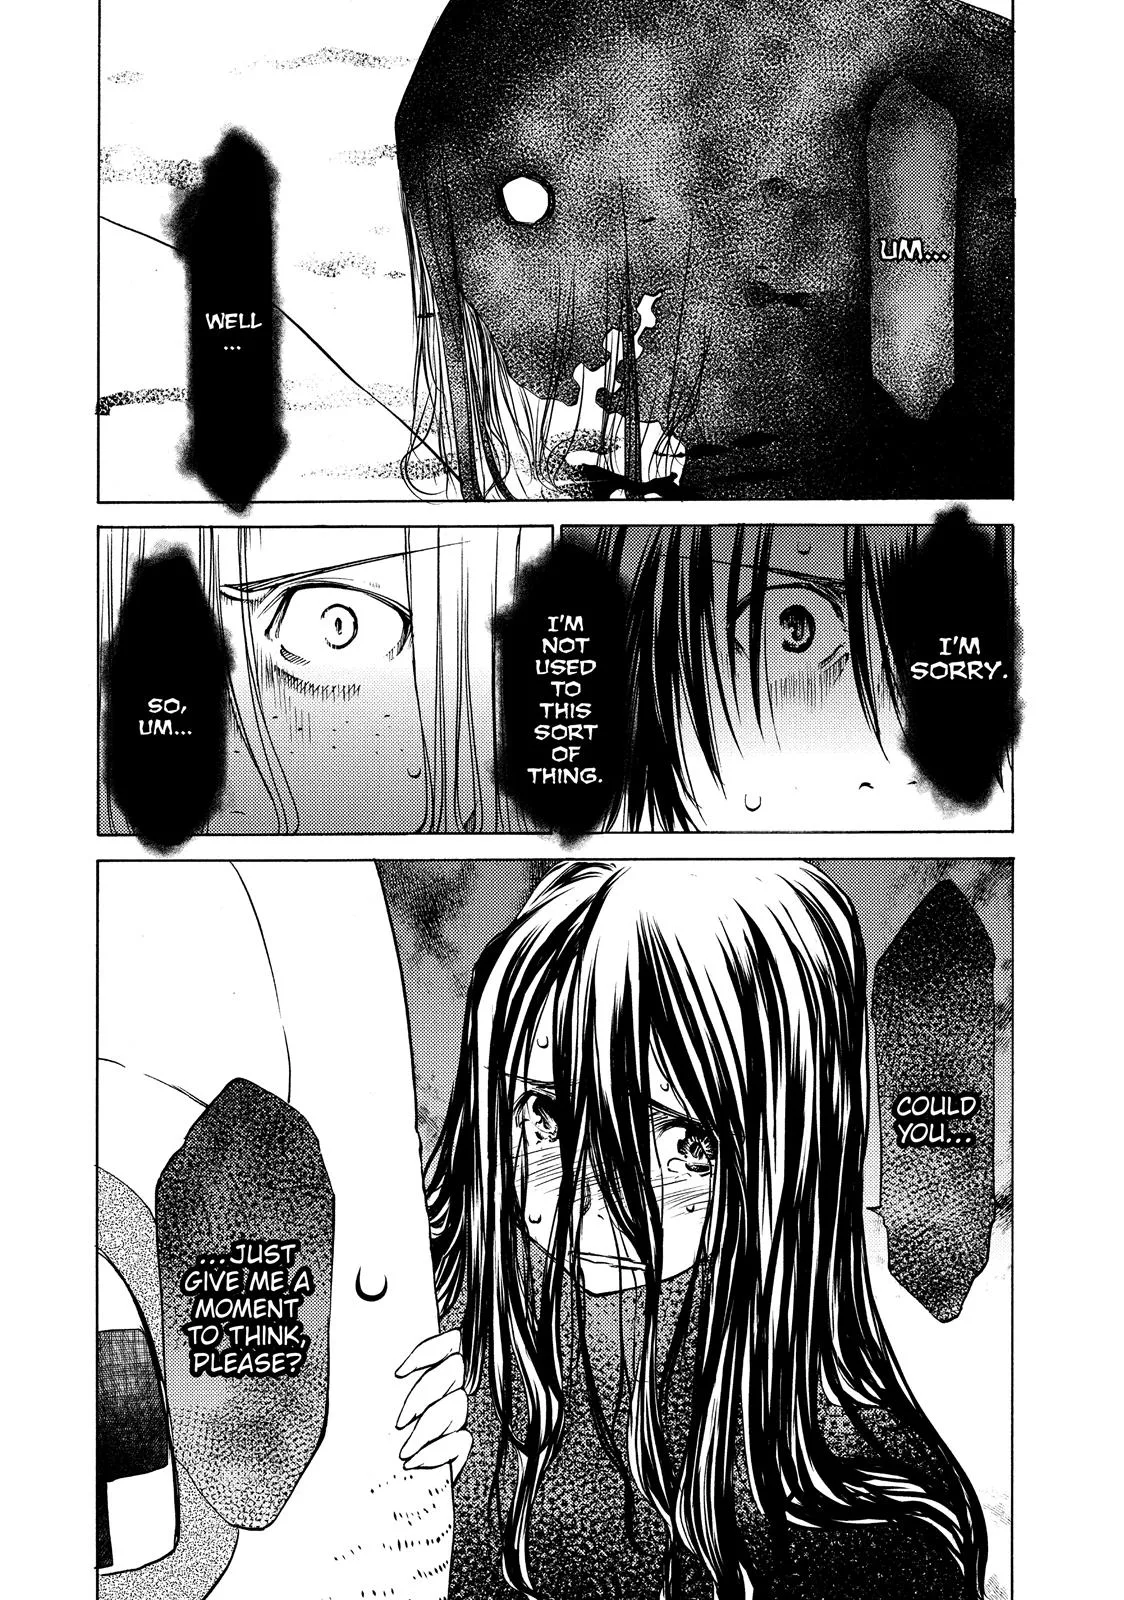 UM...
WELL
...
I'M
SORRY.
I'M
NOT
USED
TO
THIS
SORT
OF
THING.
SO,
UM...
COULD
YOU...
...JUST
GIVE ME A
MOMENT
TO THINK,
PLEASE?